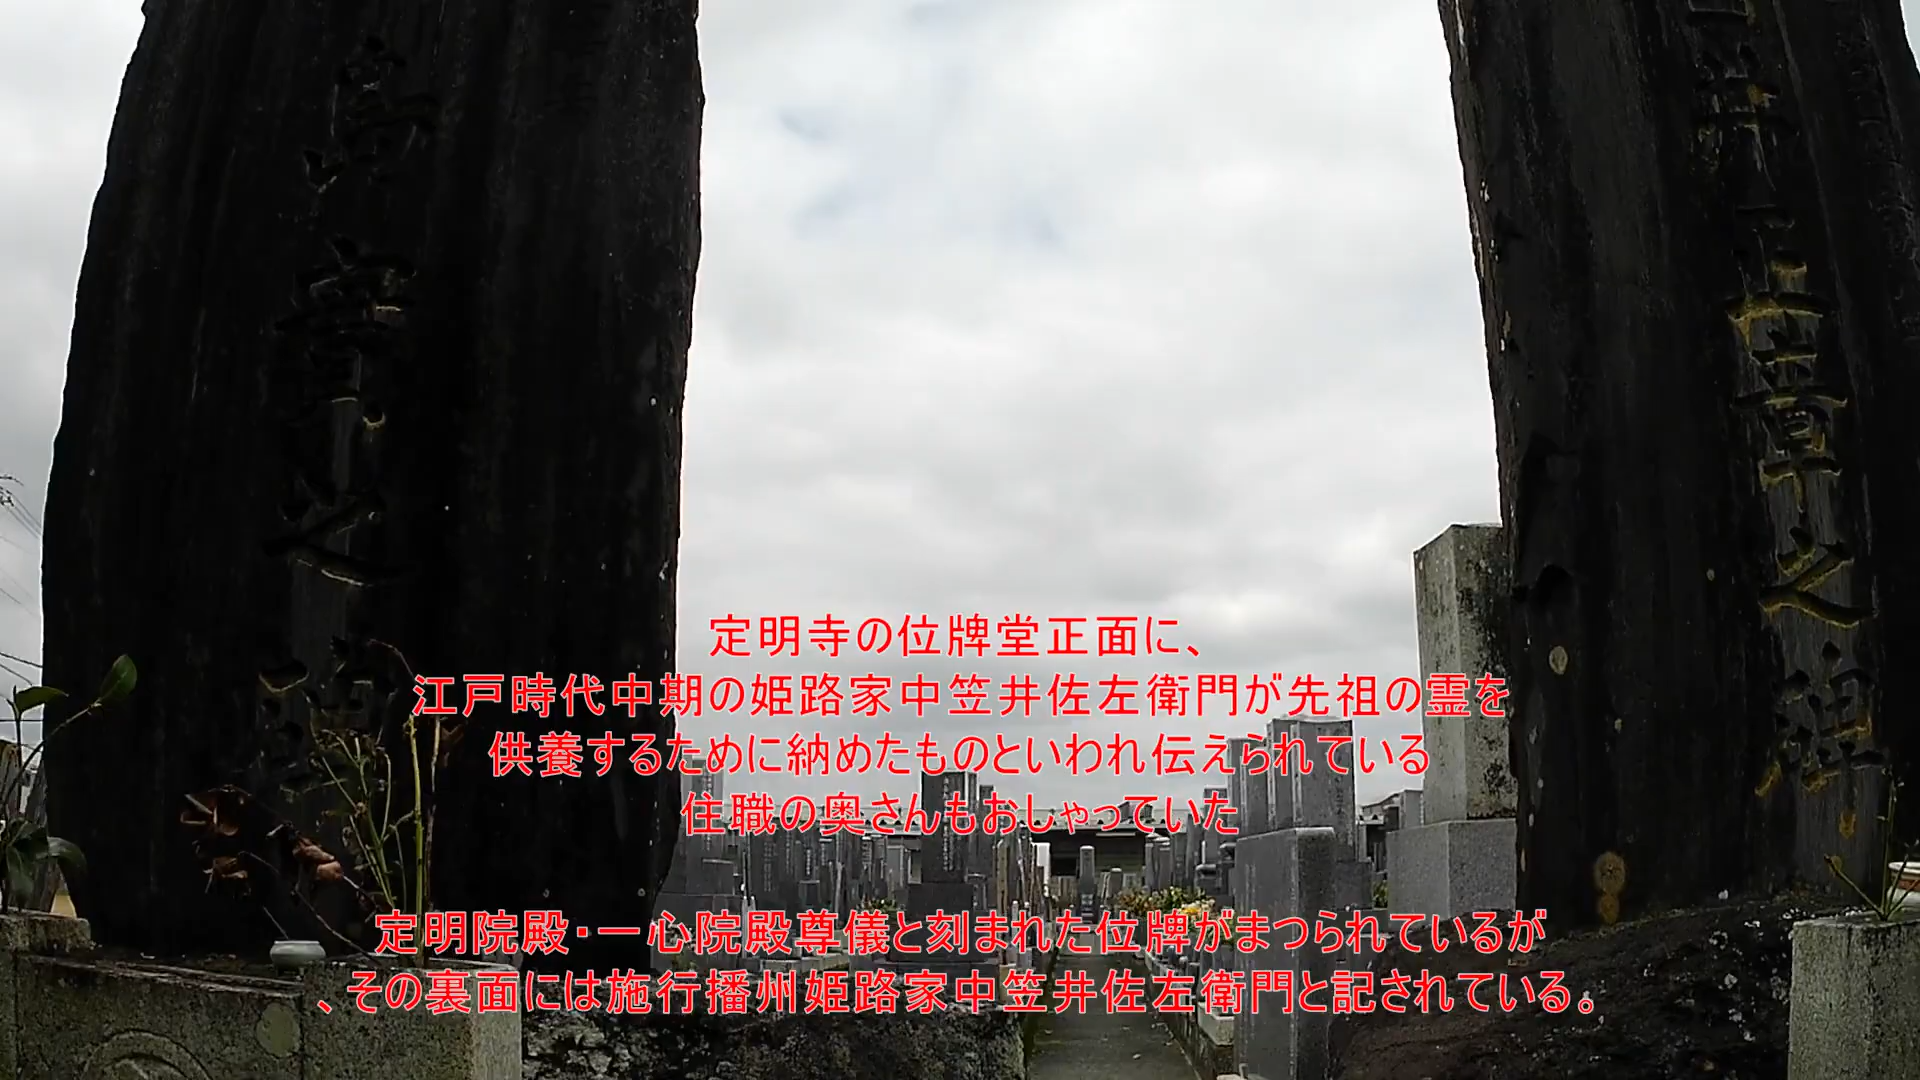 定明寺の位牌堂正面に、
江戸時代中期の姫路家中笠井佐左衛門が先祖の霊を
供養するために納めたものといわれ伝えられている
住職の奥さんもおしゃっていた
定明院殿・一心院殿尊儀と刻まれた位牌がまつられているが
、その裏面には施行播州姫路家中笠井佐左衛門と記されている。
井正章之碑